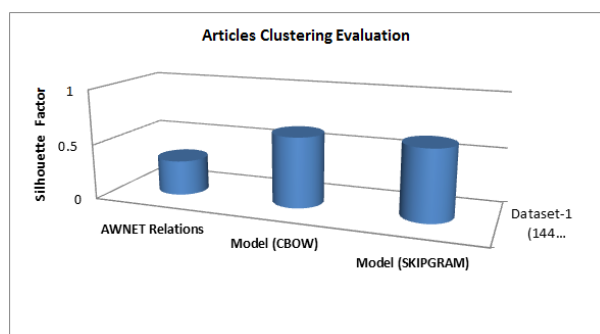 Articles Clustering Evaluation
Silhouette Factor
1
0.5
0
AWNET Relations
Model (CBOW)
Model (SKIPGRAM)
Dataset-1
(144...